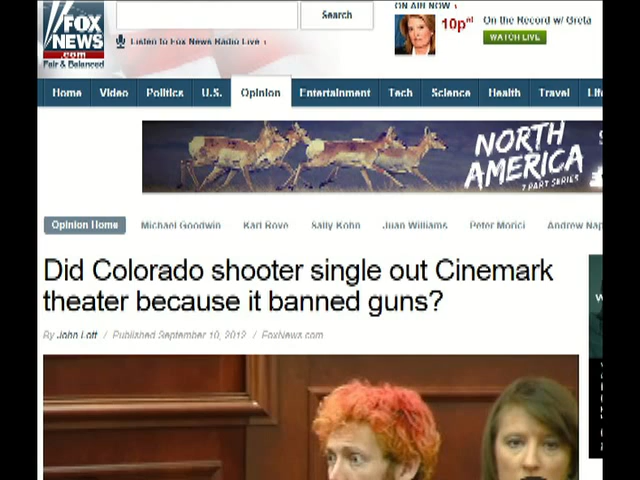 FOX
NEWS
.com
Fair & Balanced
Search
Listen to Fox News Radio Live ›
ON AIR NOW ›
10p
On the Record w/ Greta
WATCH LIVE
Home Video Politics U.S. Opinion Entertainment Tech Science Health Travel
NORTH
AMERICA
7 PART SERIES
Opinion Home Michael Goodwin Karl Rove Sally Kohn Juan Williams Peter Morici Andrew Nap
Did Colorado shooter single out Cinemark
theater because it banned guns?
By John Lott / Published September 10, 2012 / FoxNews.com